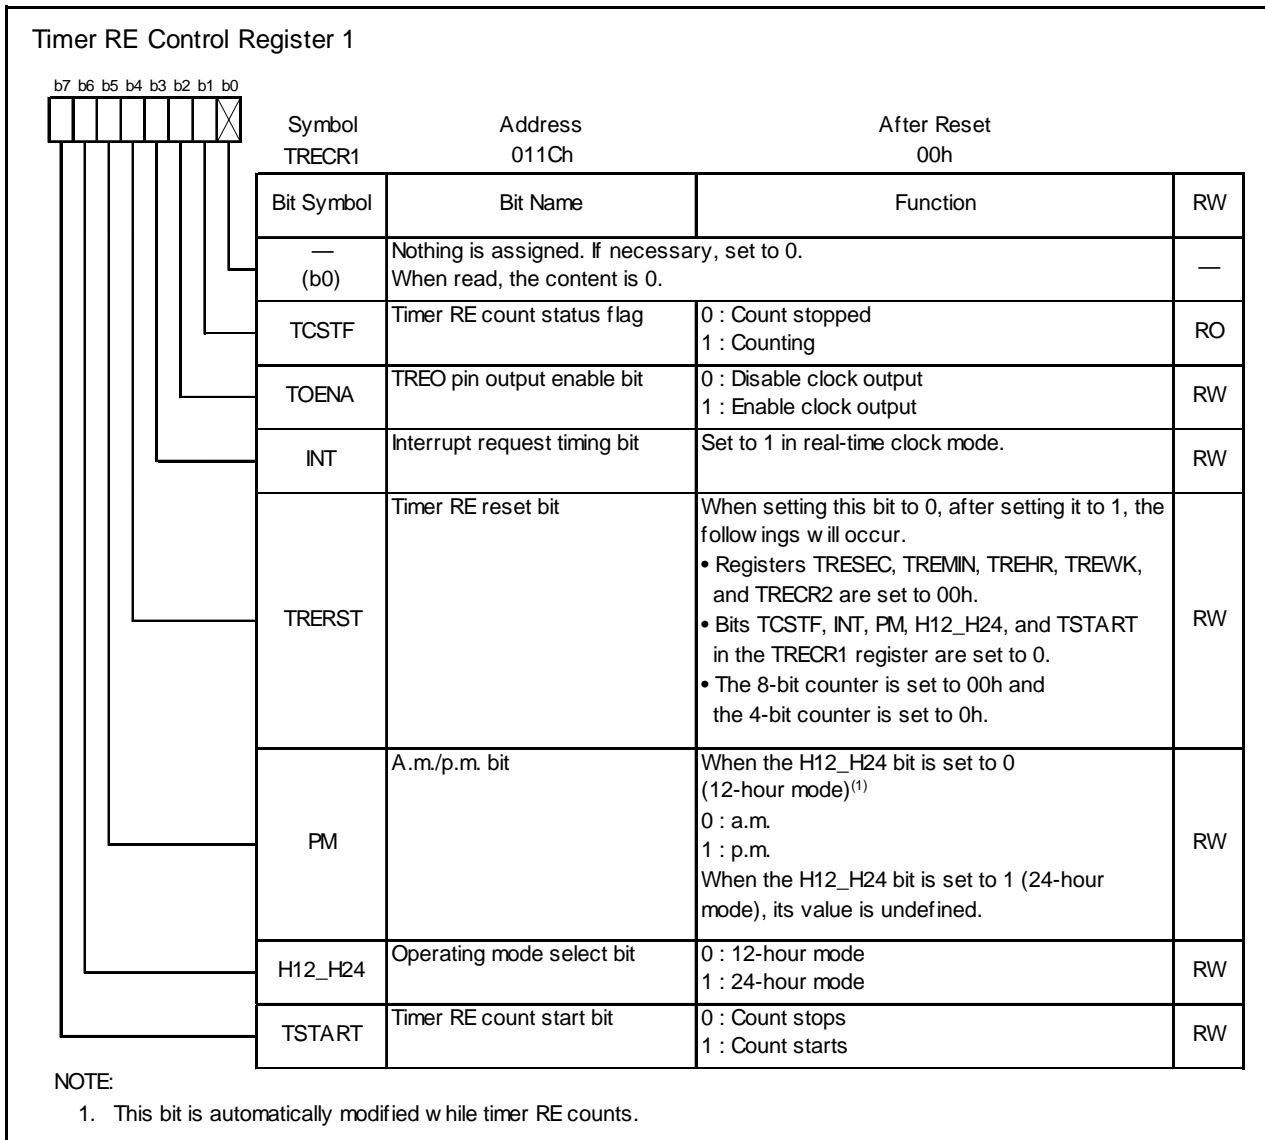 Timer RE Control Register 1
b7 b6 b5 b4 b3 b2 b1 b0
Symbol Address After Reset
TRECR1 011Ch 00h
Bit Symbol Bit Name Function RW
— (b0) Nothing is assigned. If necessary, set to 0.
When read, the content is 0. —
TCSTF Timer RE count status flag 0 : Count stopped
1 : Counting RO
TOENA TREO pin output enable bit 0 : Disable clock output
1 : Enable clock output RW
INT Interrupt request timing bit Set to 1 in real-time clock mode. RW
TRERST Timer RE reset bit When setting this bit to 0, after setting it to 1, the
followings will occur.
• Registers TRESEC, TREMIN, TREHR, TREWK,
and TRECR2 are set to 00h.
• Bits TCSTF, INT, PM, H12_H24, and TSTART
in the TRECR1 register are set to 0.
• The 8-bit counter is set to 00h and
the 4-bit counter is set to 0h. RW
PM A.m./p.m. bit When the H12_H24 bit is set to 0
(12-hour mode)(1)
0 : a.m.
1 : p.m.
When the H12_H24 bit is set to 1 (24-hour
mode), its value is undefined. RW
H12_H24 Operating mode select bit 0 : 12-hour mode
1 : 24-hour mode RW
TSTART Timer RE count start bit 0 : Count stops
1 : Count starts RW
NOTE:
1. This bit is automatically modified while timer RE counts.